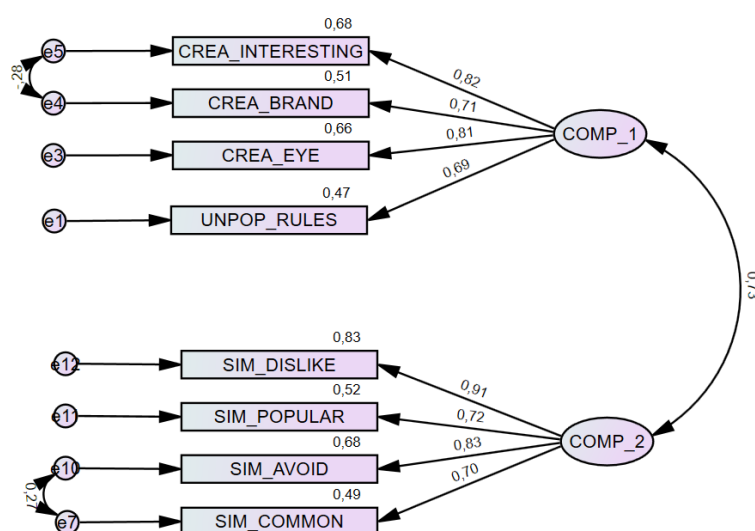 0,68
e5 CREA_INTERESTING
0,82
-,28
0,51
e4 CREA_BRAND
0,71
COMP_1
0,66
e3 CREA_EYE
0,81
0,69
0,47
e1 UNPOP_RULES
0,73
0,83
e12 SIM_DISLIKE
0,91
0,52
e11 SIM_POPULAR
0,72
COMP_2
0,68
e10 SIM_AVOID
0,83
0,27
0,70
0,49
e7 SIM_COMMON